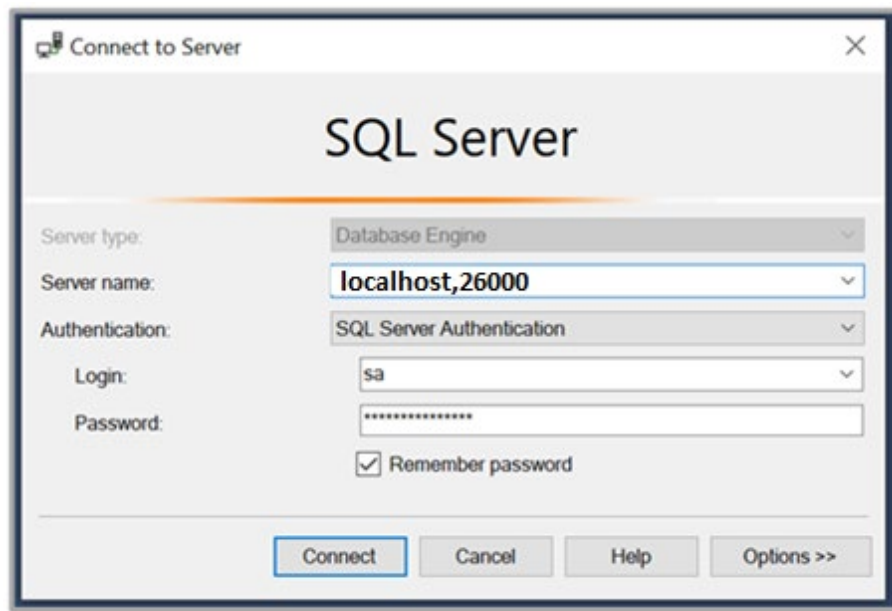 Connect to Server
SQL Server
Server type: Database Engine
Server name: localhost,26000
Authentication: SQL Server Authentication
Login: sa
Password: ***************
Remember password
Connect Cancel Help Options >>